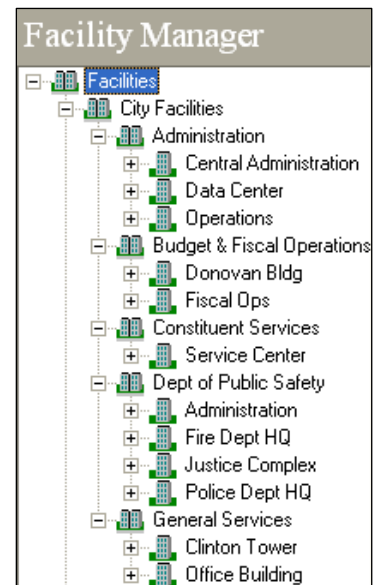 Facility Manager
Facilities
City Facilities
Administration
Central Administration
Data Center
Operations
Budget & Fiscal Operations
Donovan Bldg
Fiscal Ops
Constituent Services
Service Center
Dept of Public Safety
Administration
Fire Dept HQ
Justice Complex
Police Dept HQ
General Services
Clinton Tower
Office Building